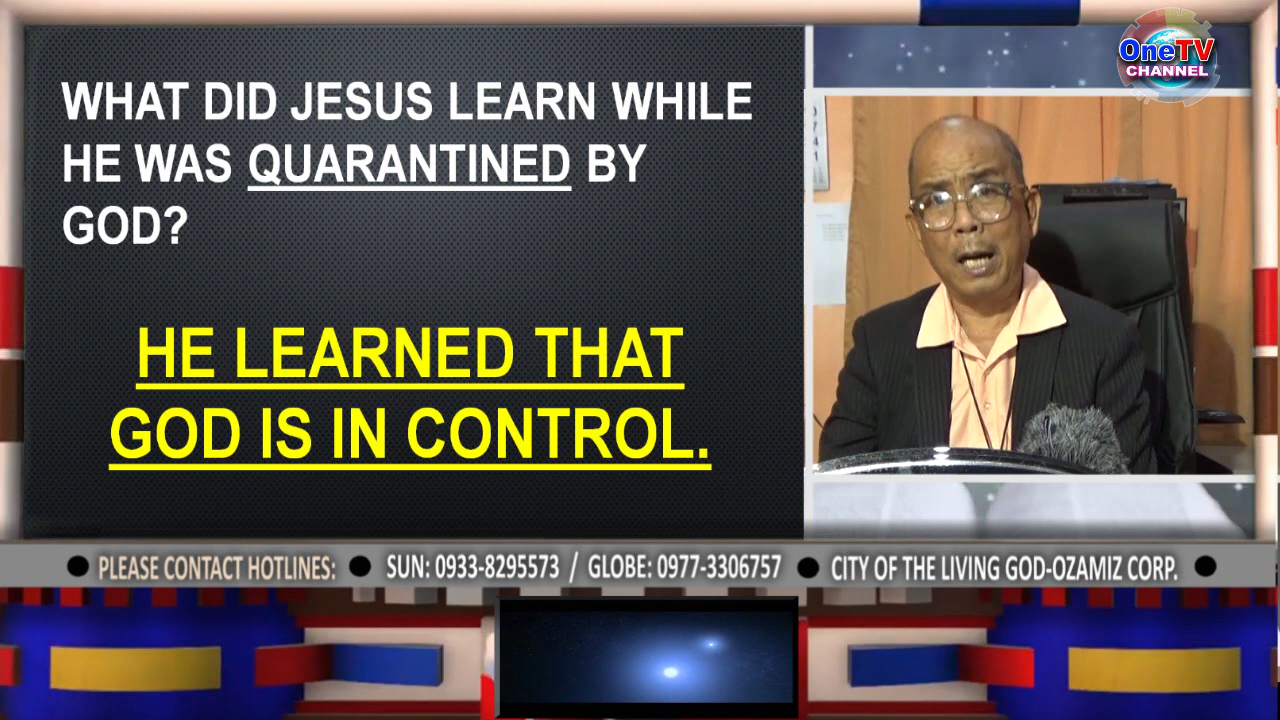 WHAT DID JESUS LEARN WHILE
HE WAS QUARANTINED BY
GOD?
HE LEARNED THAT
GOD IS IN CONTROL.
OneTV
CHANNEL
PLEASE CONTACT HOTLINES: ● SUN: 0933-8295573 / GLOBE: 0977-3306757 ● CITY OF THE LIVING GOD-OZAMIZ CORP. ●